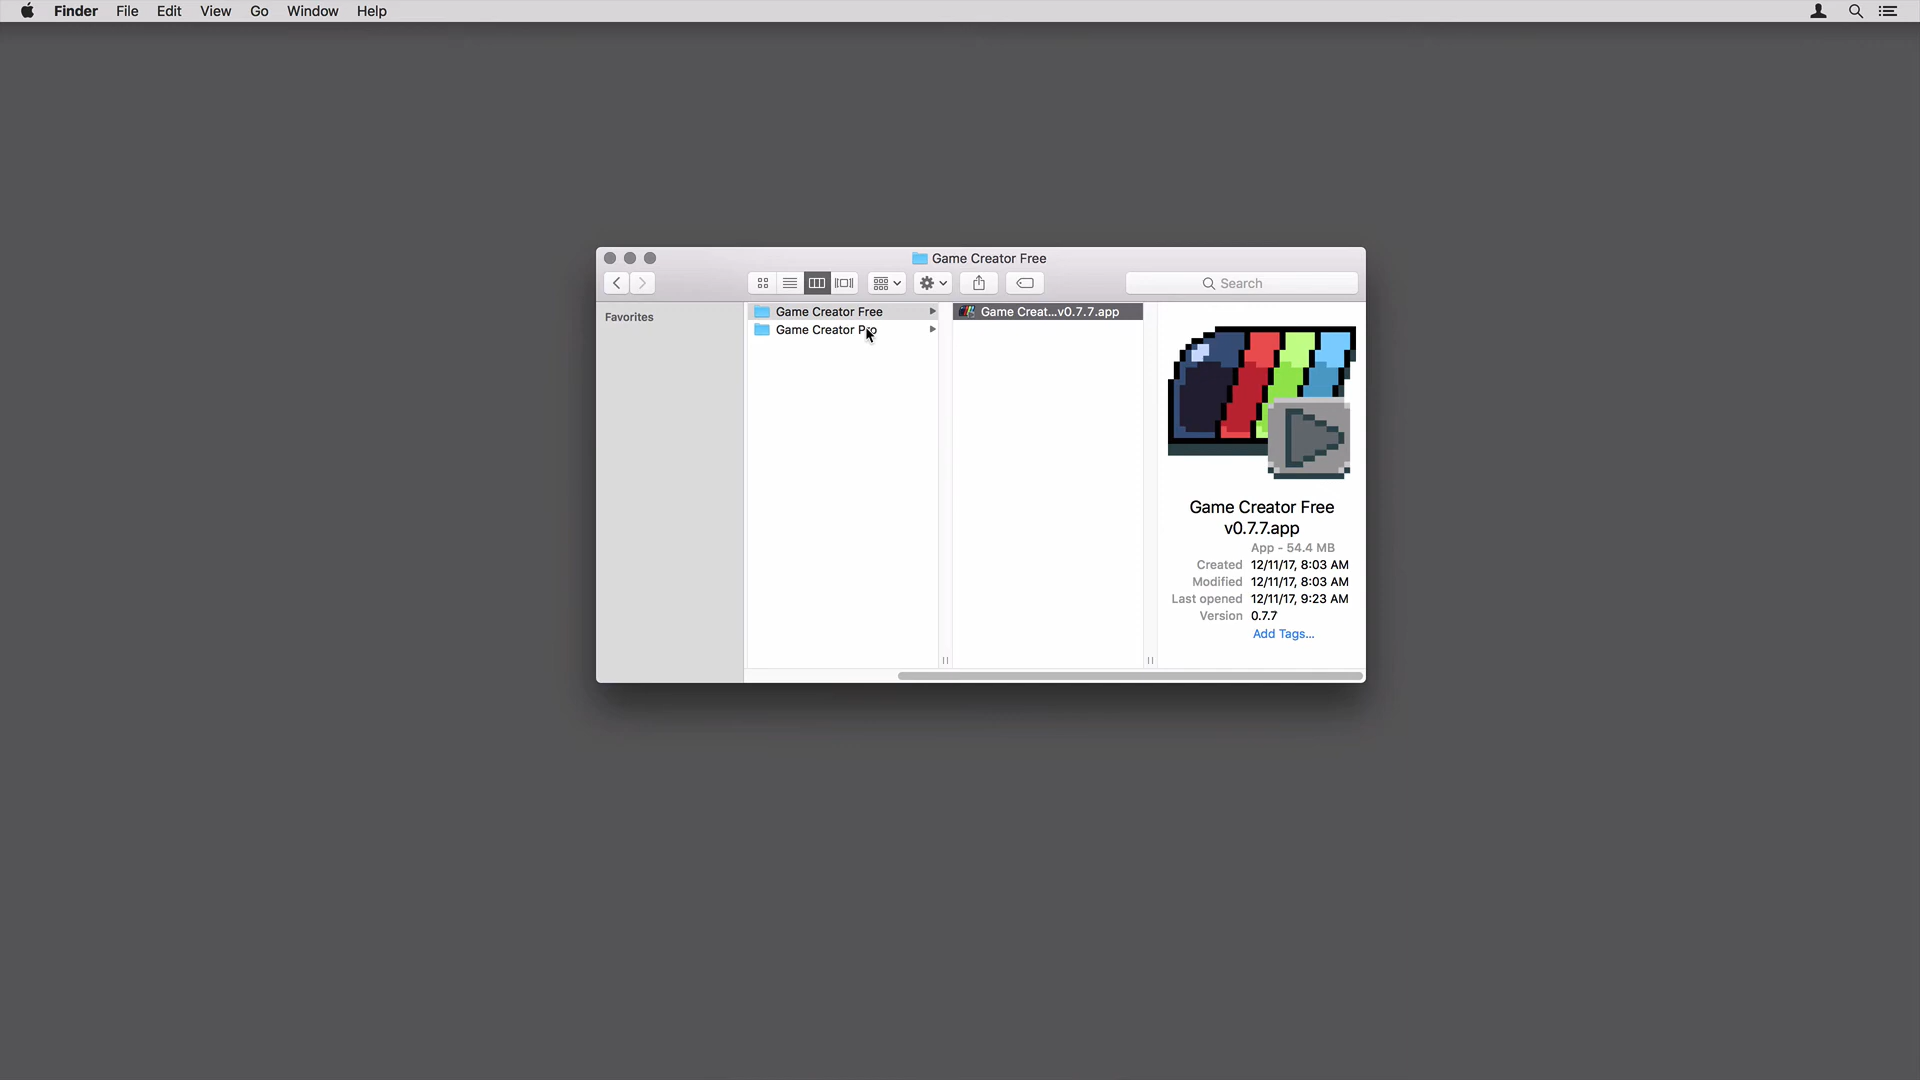 Finder File Edit View Go Window Help
Game Creator Free
Search
Favorites
Game Creator Free
Game Creator Pro
Game Creat...v0.7.7.app
Game Creator Free
v0.7.7.app
App - 54.4 MB
Created 12/11/17, 8:03 AM
Modified 12/11/17, 8:03 AM
Last opened 12/11/17, 9:23 AM
Version 0.7.7
Add Tags...